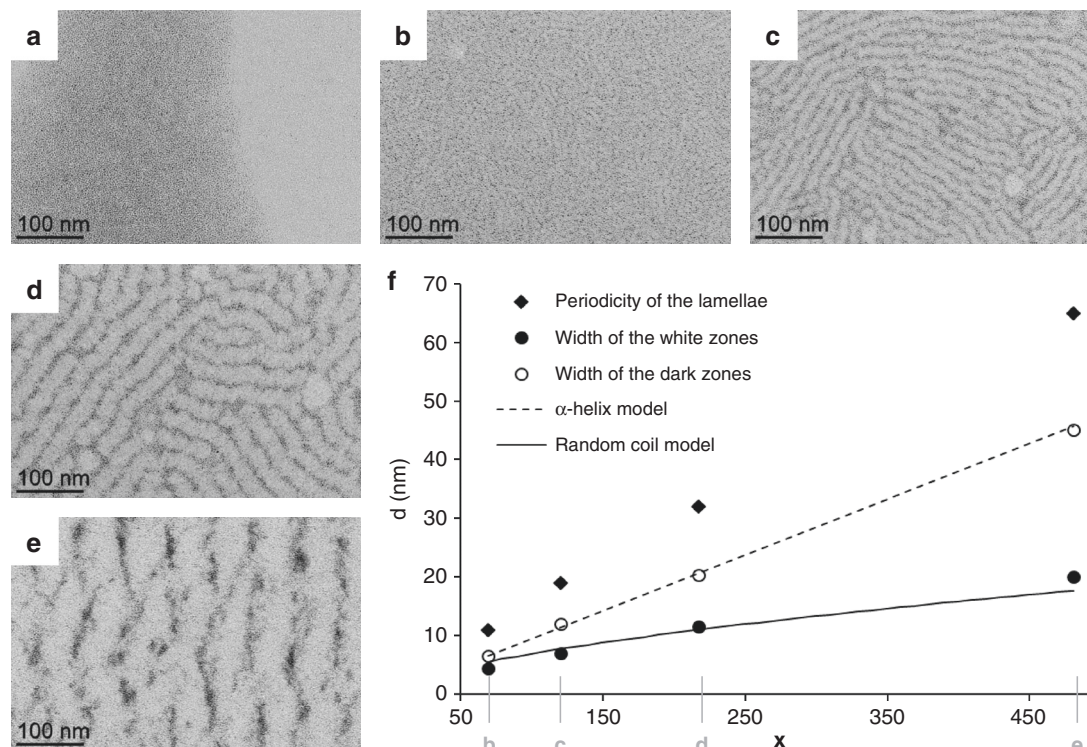 a
100 nm
b
100 nm
c
100 nm
d
100 nm
e
100 nm
f
70
60
50
40
30
20
10
0
d (nm)
Periodicity of the lamellae
Width of the white zones
Width of the dark zones
α-helix model
Random coil model
50
150
250
350
450
b
c
d
x
e